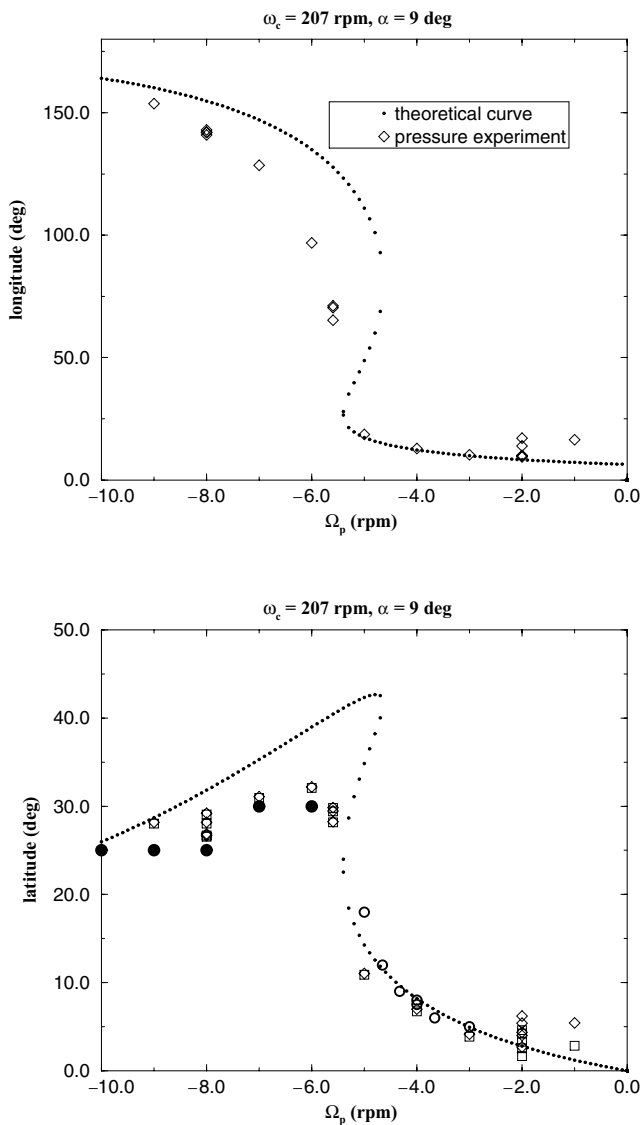 ω_c = 207 rpm, α = 9 deg
theoretical curve
pressure experiment
150.0
100.0
50.0
0.0
longitude (deg)
−10.0 −8.0 −6.0 −4.0 −2.0 0.0
Ω_p (rpm)
ω_c = 207 rpm, α = 9 deg
50.0
40.0
30.0
20.0
10.0
0.0
latitude (deg)
−10.0 −8.0 −6.0 −4.0 −2.0 0.0
Ω_p (rpm)